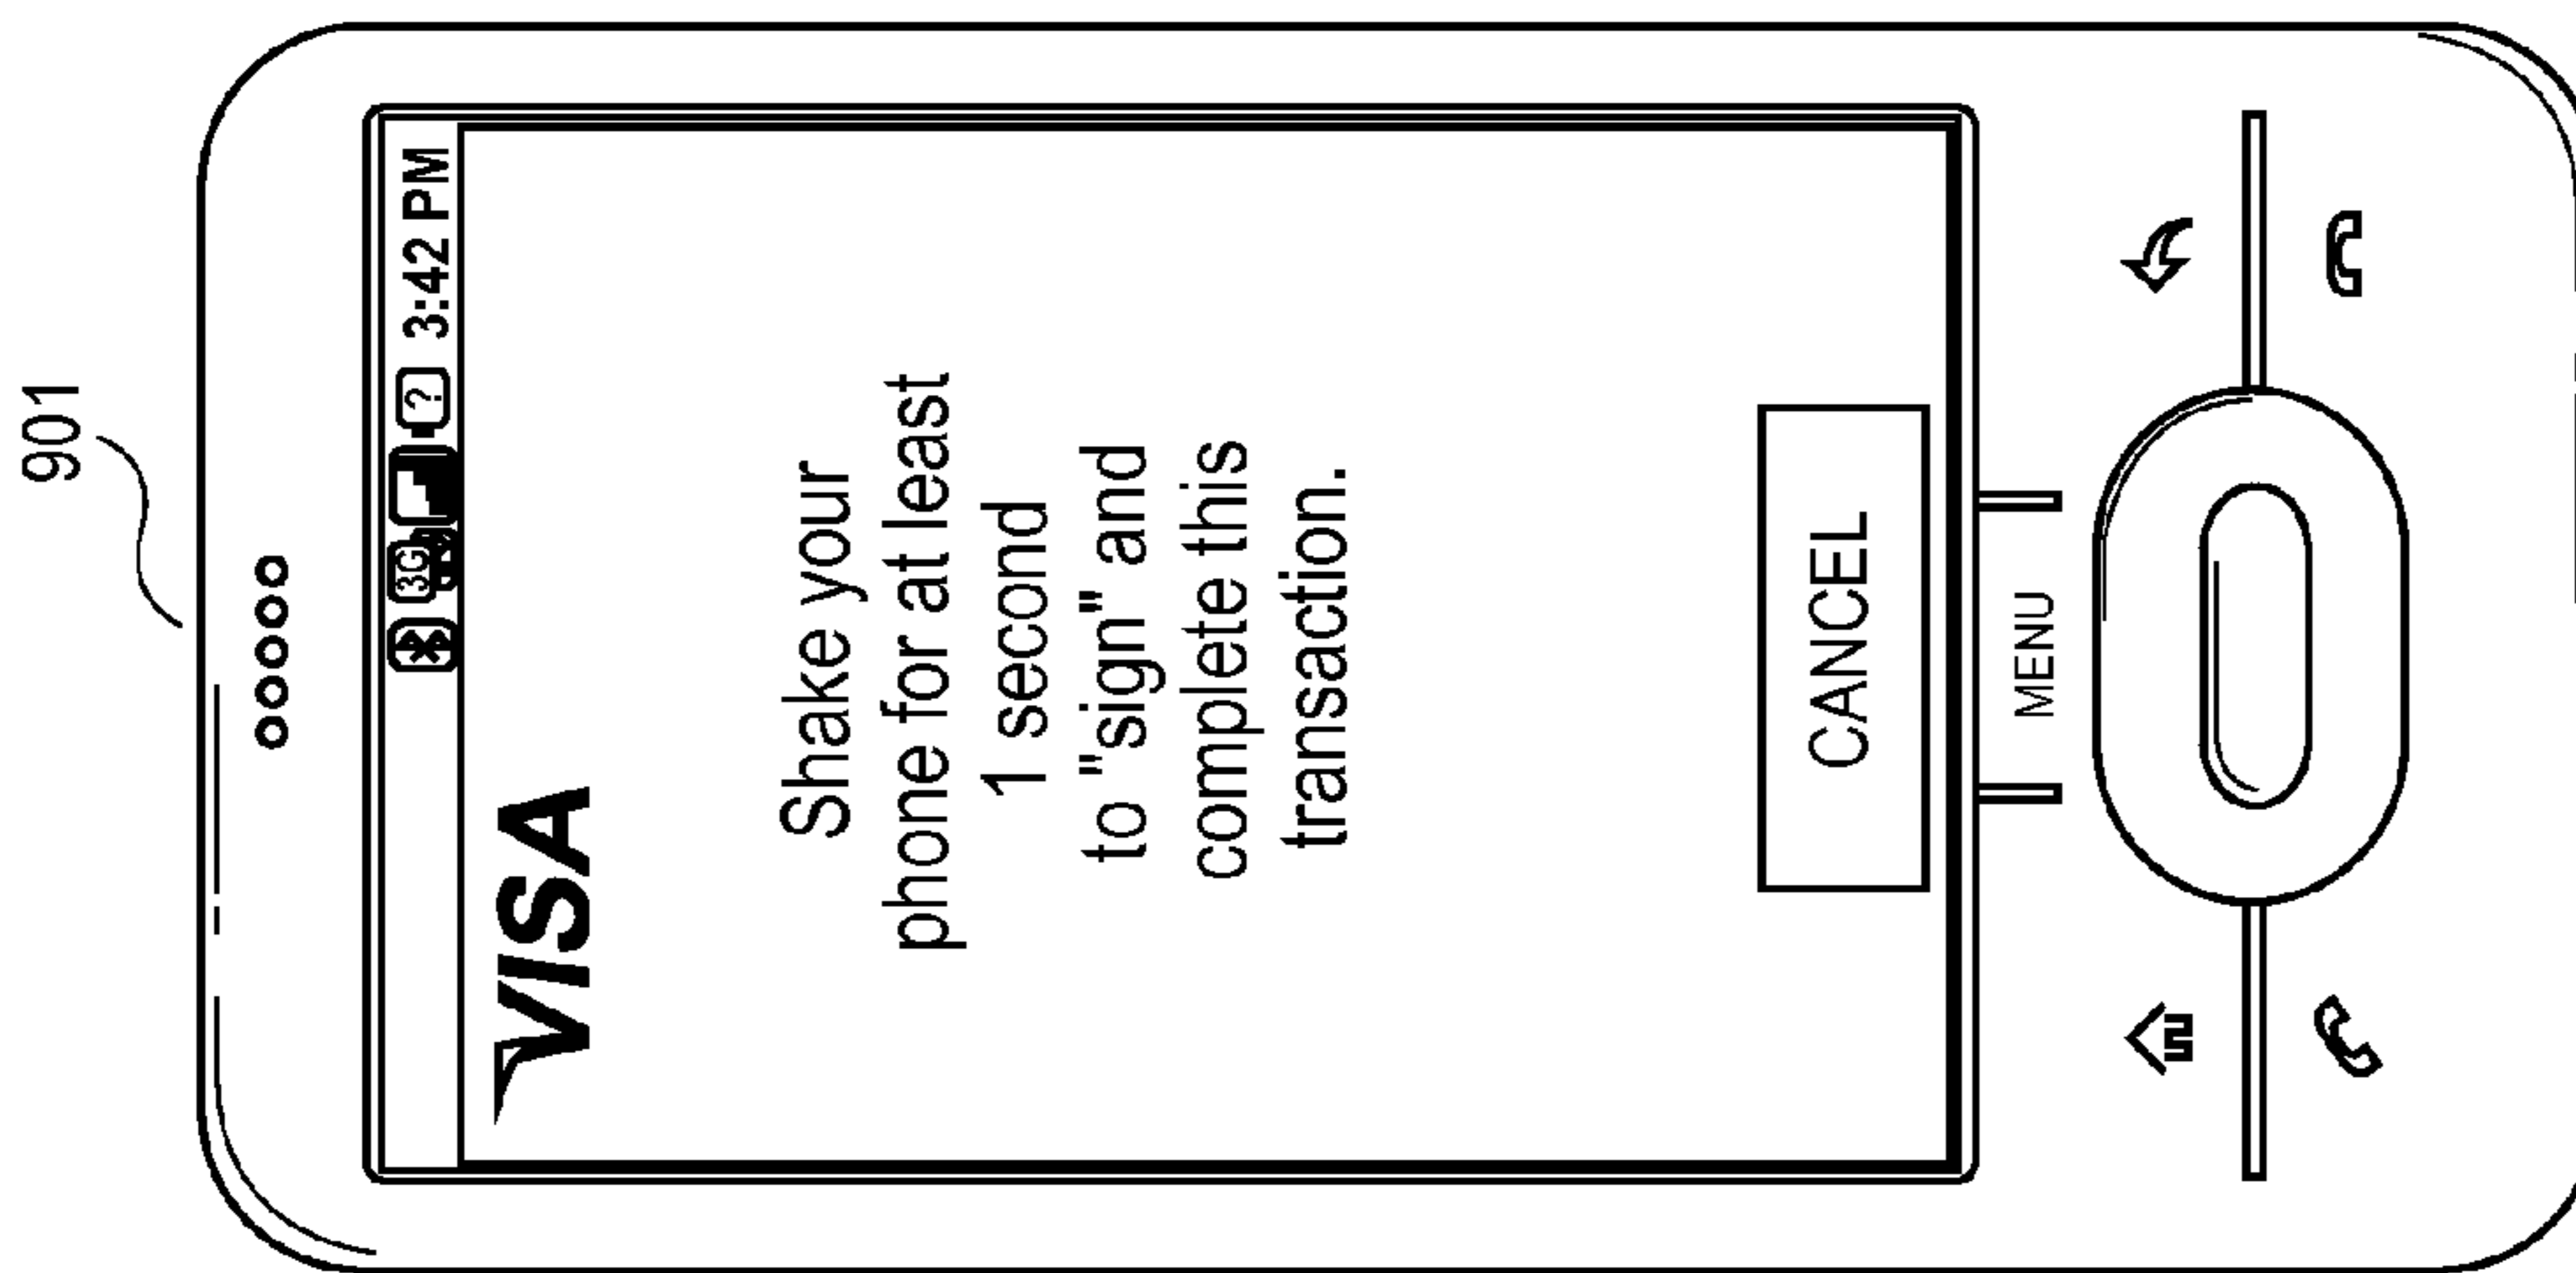 901
3G ? 3:42 PM
VISA
Shake your
phone for at least
1 second
to "sign" and
complete this
transaction.
CANCEL
MENU